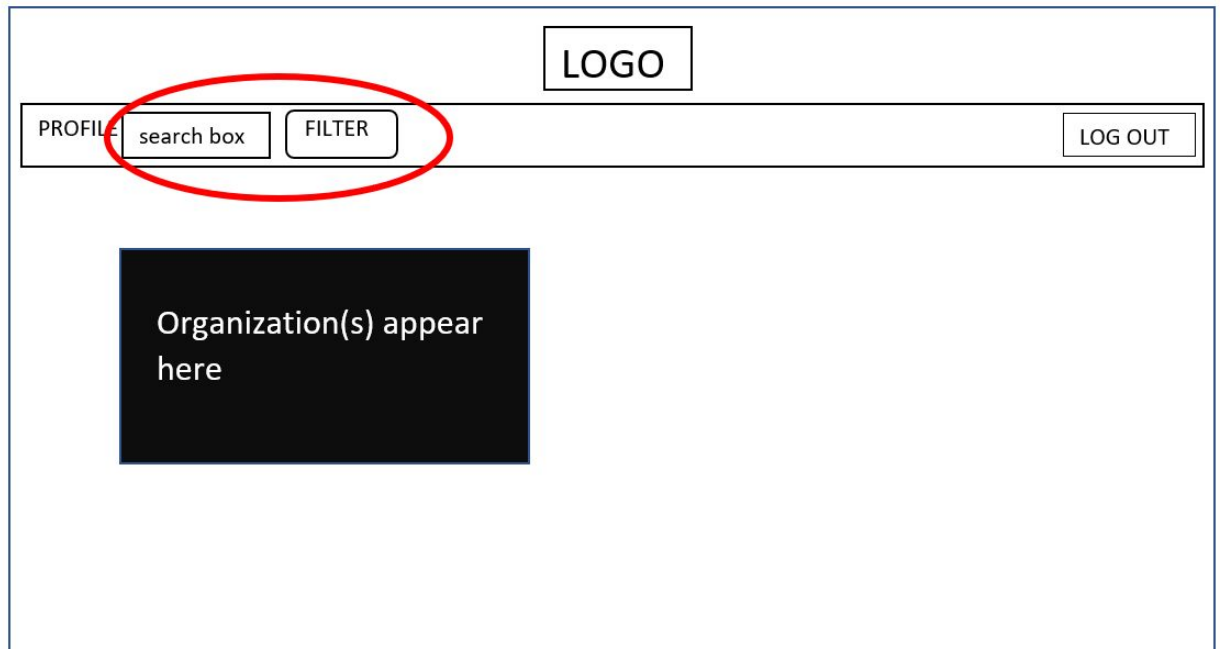 LOGO
PROFILE
search box
FILTER
LOG OUT
Organization(s) appear
here